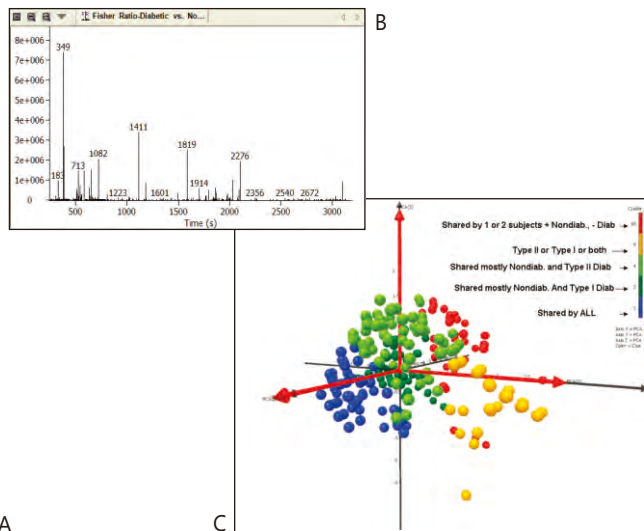 Fisher Ratio-Diabetic vs. No...
B
8e+006
349
7e+006
6e+006
5e+006
4e+006
1411
3e+006
1819
2e+006
713
1082
2276
1e+006
183
1223
1601
1914
2356
2540
2672
0
500
1000
1500
2000
2500
3000
Time (s)
Shared by 1 or 2 subjects + Nondiab., - Diab
Type II or Type I or both
Shared mostly Nondiab. and Type II Diab
Shared mostly Nondiab. And Type I Diab
Shared by ALL
A
C